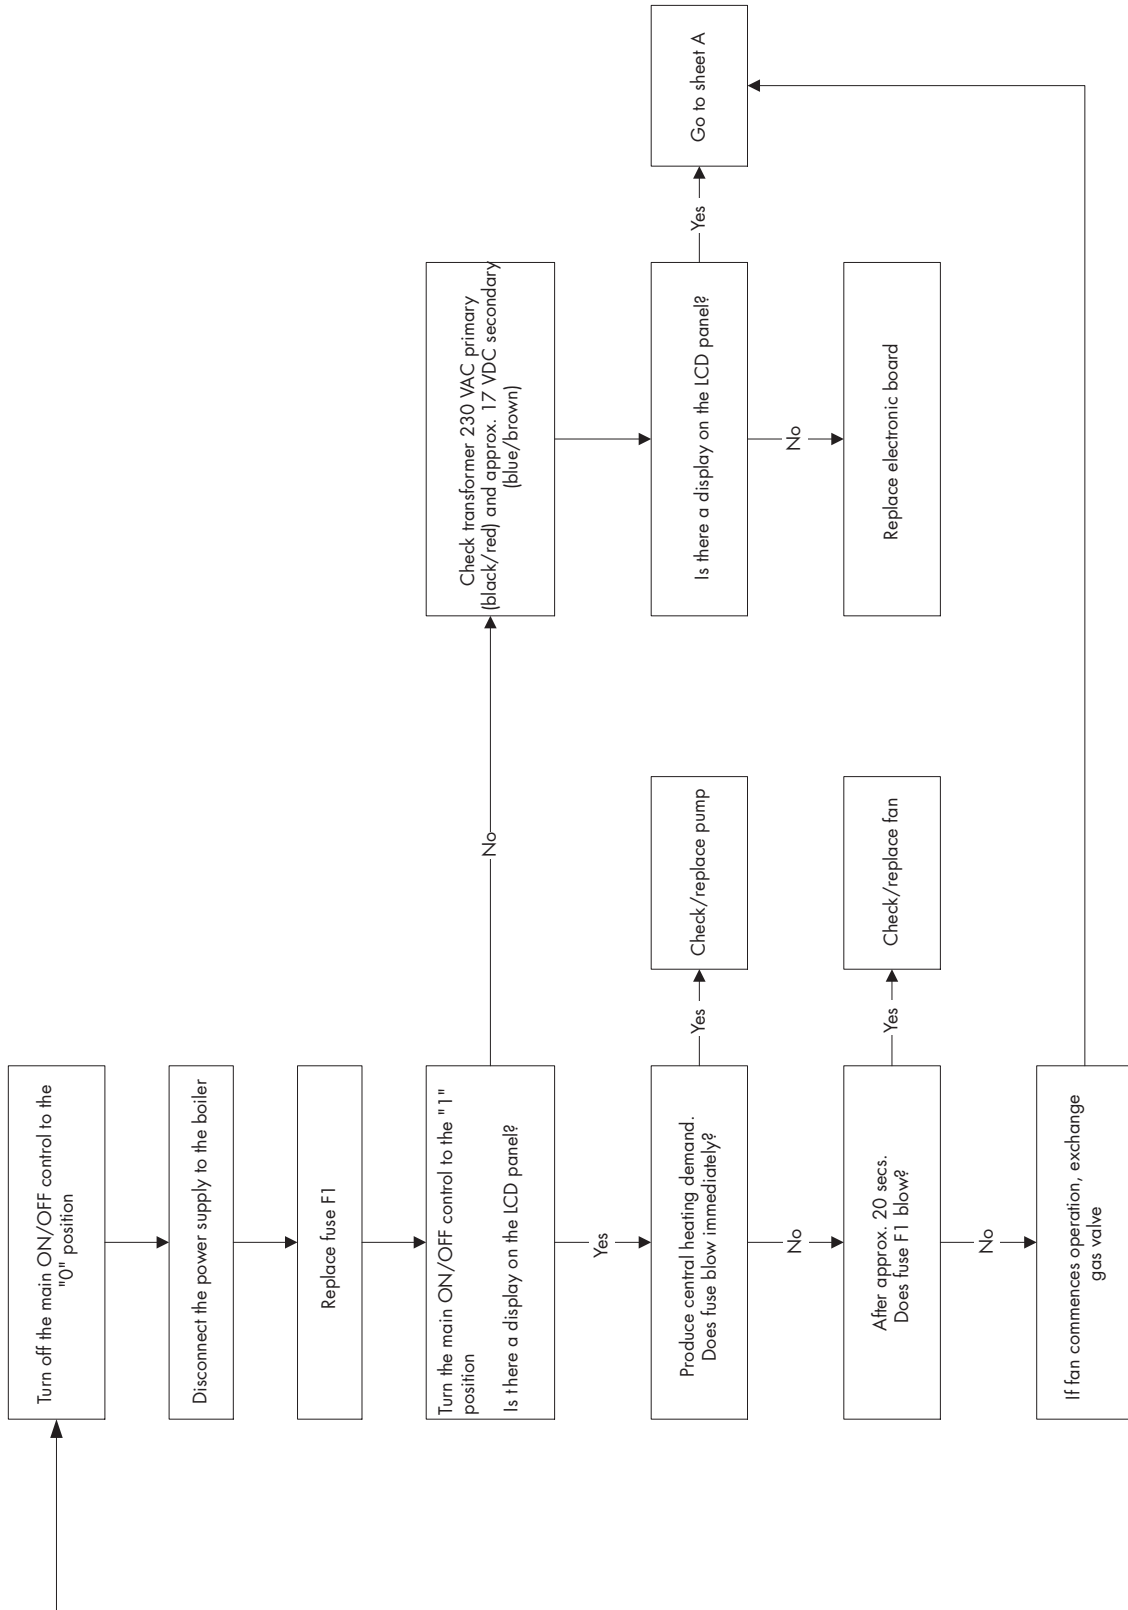 Turn off the main ON/OFF control to the
"0" position
Disconnect the power supply to the boiler
Replace fuse F1
Turn the main ON/OFF control to the "1"
position
Is there a display on the LCD panel?
No
Check transformer 230 VAC primary
(black/red) and approx. 17 VDC secondary
(blue/brown)
Yes
Produce central heating demand.
Does fuse blow immediately?
Yes
Check/replace pump
Is there a display on the LCD panel?
Yes
Go to sheet A
No
No
After approx. 20 secs.
Does fuse F1 blow?
Yes
Check/replace fan
Replace electronic board
No
If fan commences operation, exchange
gas valve